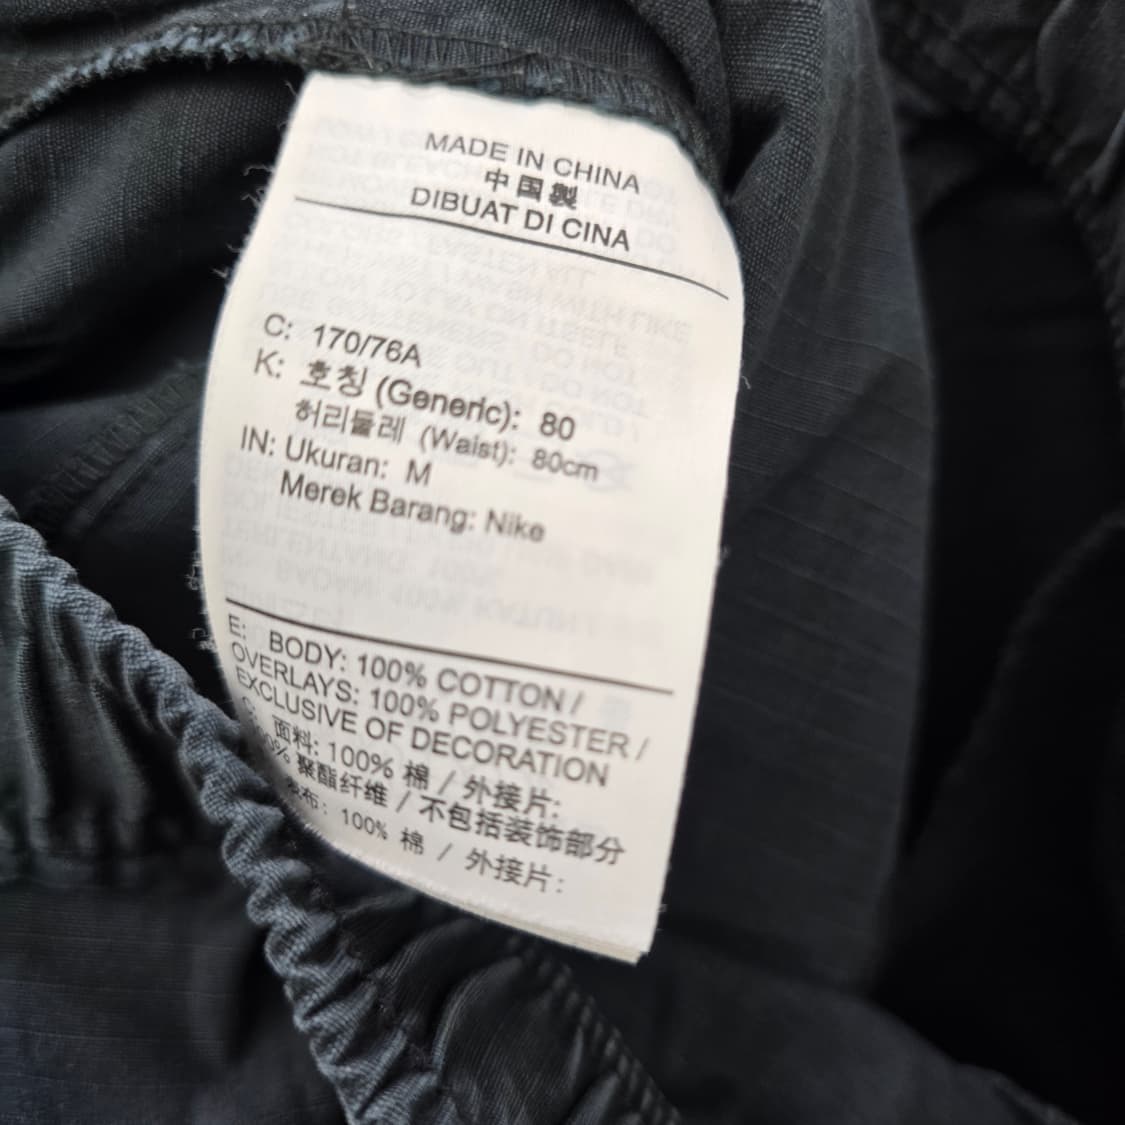 MADE IN CHINA
中国製
DIBUAT DI CINA
C: 170/76A
K: 호칭 (Generic): 80
허리둘레 (Waist): 80cm
IN: Ukuran: M
Merek Barang: Nike
E: BODY: 100% COTTON /
OVERLAYS: 100% POLYESTER /
EXCLUSIVE OF DECORATION
C: 面料: 100% 棉 / 外接片:
聚酯纤维 / 不包括装饰部分
100% 棉 / 外接片: